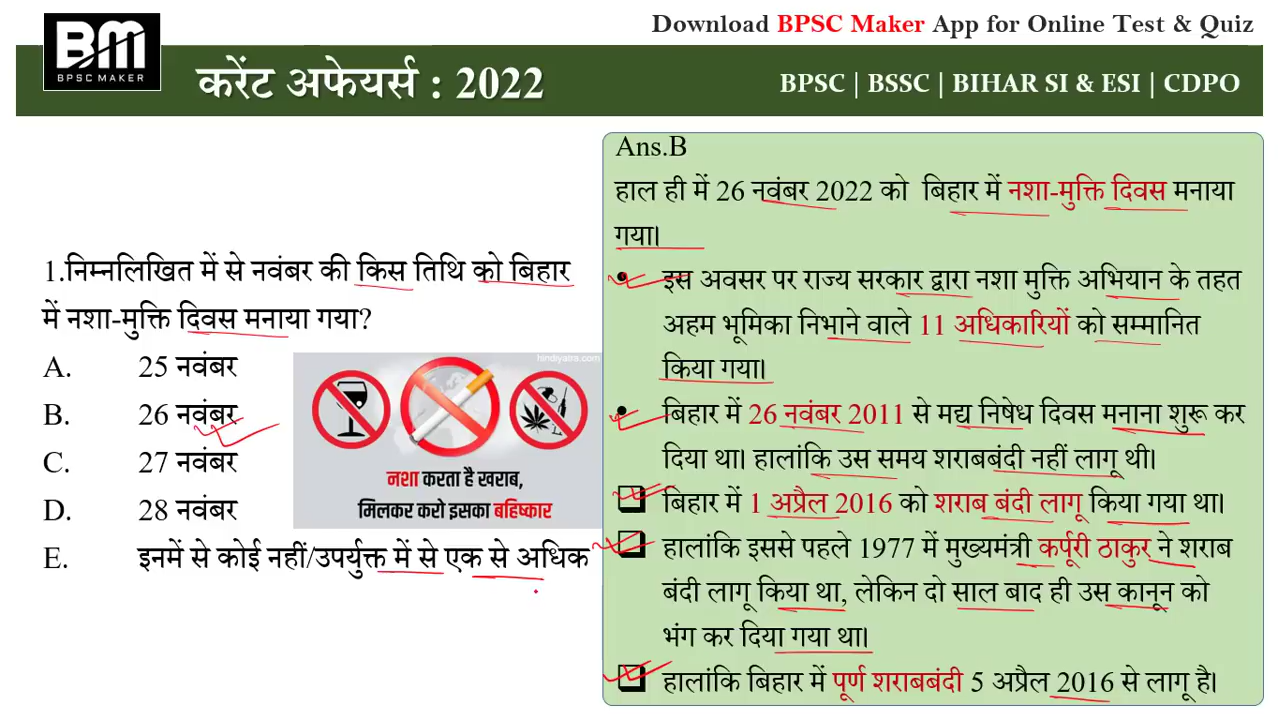 Download BPSC Maker App for Online Test & Quiz
BM
BPSC MAKER
करेंट अफेयर्स : 2022
BPSC | BSSC | BIHAR SI & ESI | CDPO
1.निम्नलिखित में से नवंबर की किस तिथि को बिहार
में नशा-मुक्ति दिवस मनाया गया?
A. 25 नवंबर
B. 26 नवंबर
C. 27 नवंबर
D. 28 नवंबर
E. इनमें से कोई नहीं/उपर्युक्त में से एक से अधिक
hindiyatra.com
नशा करता है खराब,
मिलकर करो इसका बहिष्कार
Ans.B
हाल ही में 26 नवंबर 2022 को बिहार में नशा-मुक्ति दिवस मनाया
गया।
• इस अवसर पर राज्य सरकार द्वारा नशा मुक्ति अभियान के तहत
अहम भूमिका निभाने वाले 11 अधिकारियों को सम्मानित
किया गया।
• बिहार में 26 नवंबर 2011 से मद्य निषेध दिवस मनाना शुरू कर
दिया था। हालांकि उस समय शराबबंदी नहीं लागू थी।
❑ बिहार में 1 अप्रैल 2016 को शराब बंदी लागू किया गया था।
❑ हालांकि इससे पहले 1977 में मुख्यमंत्री कर्पूरी ठाकुर ने शराब
बंदी लागू किया था, लेकिन दो साल बाद ही उस कानून को
भंग कर दिया गया था।
❑ हालांकि बिहार में पूर्ण शराबबंदी 5 अप्रैल 2016 से लागू है।